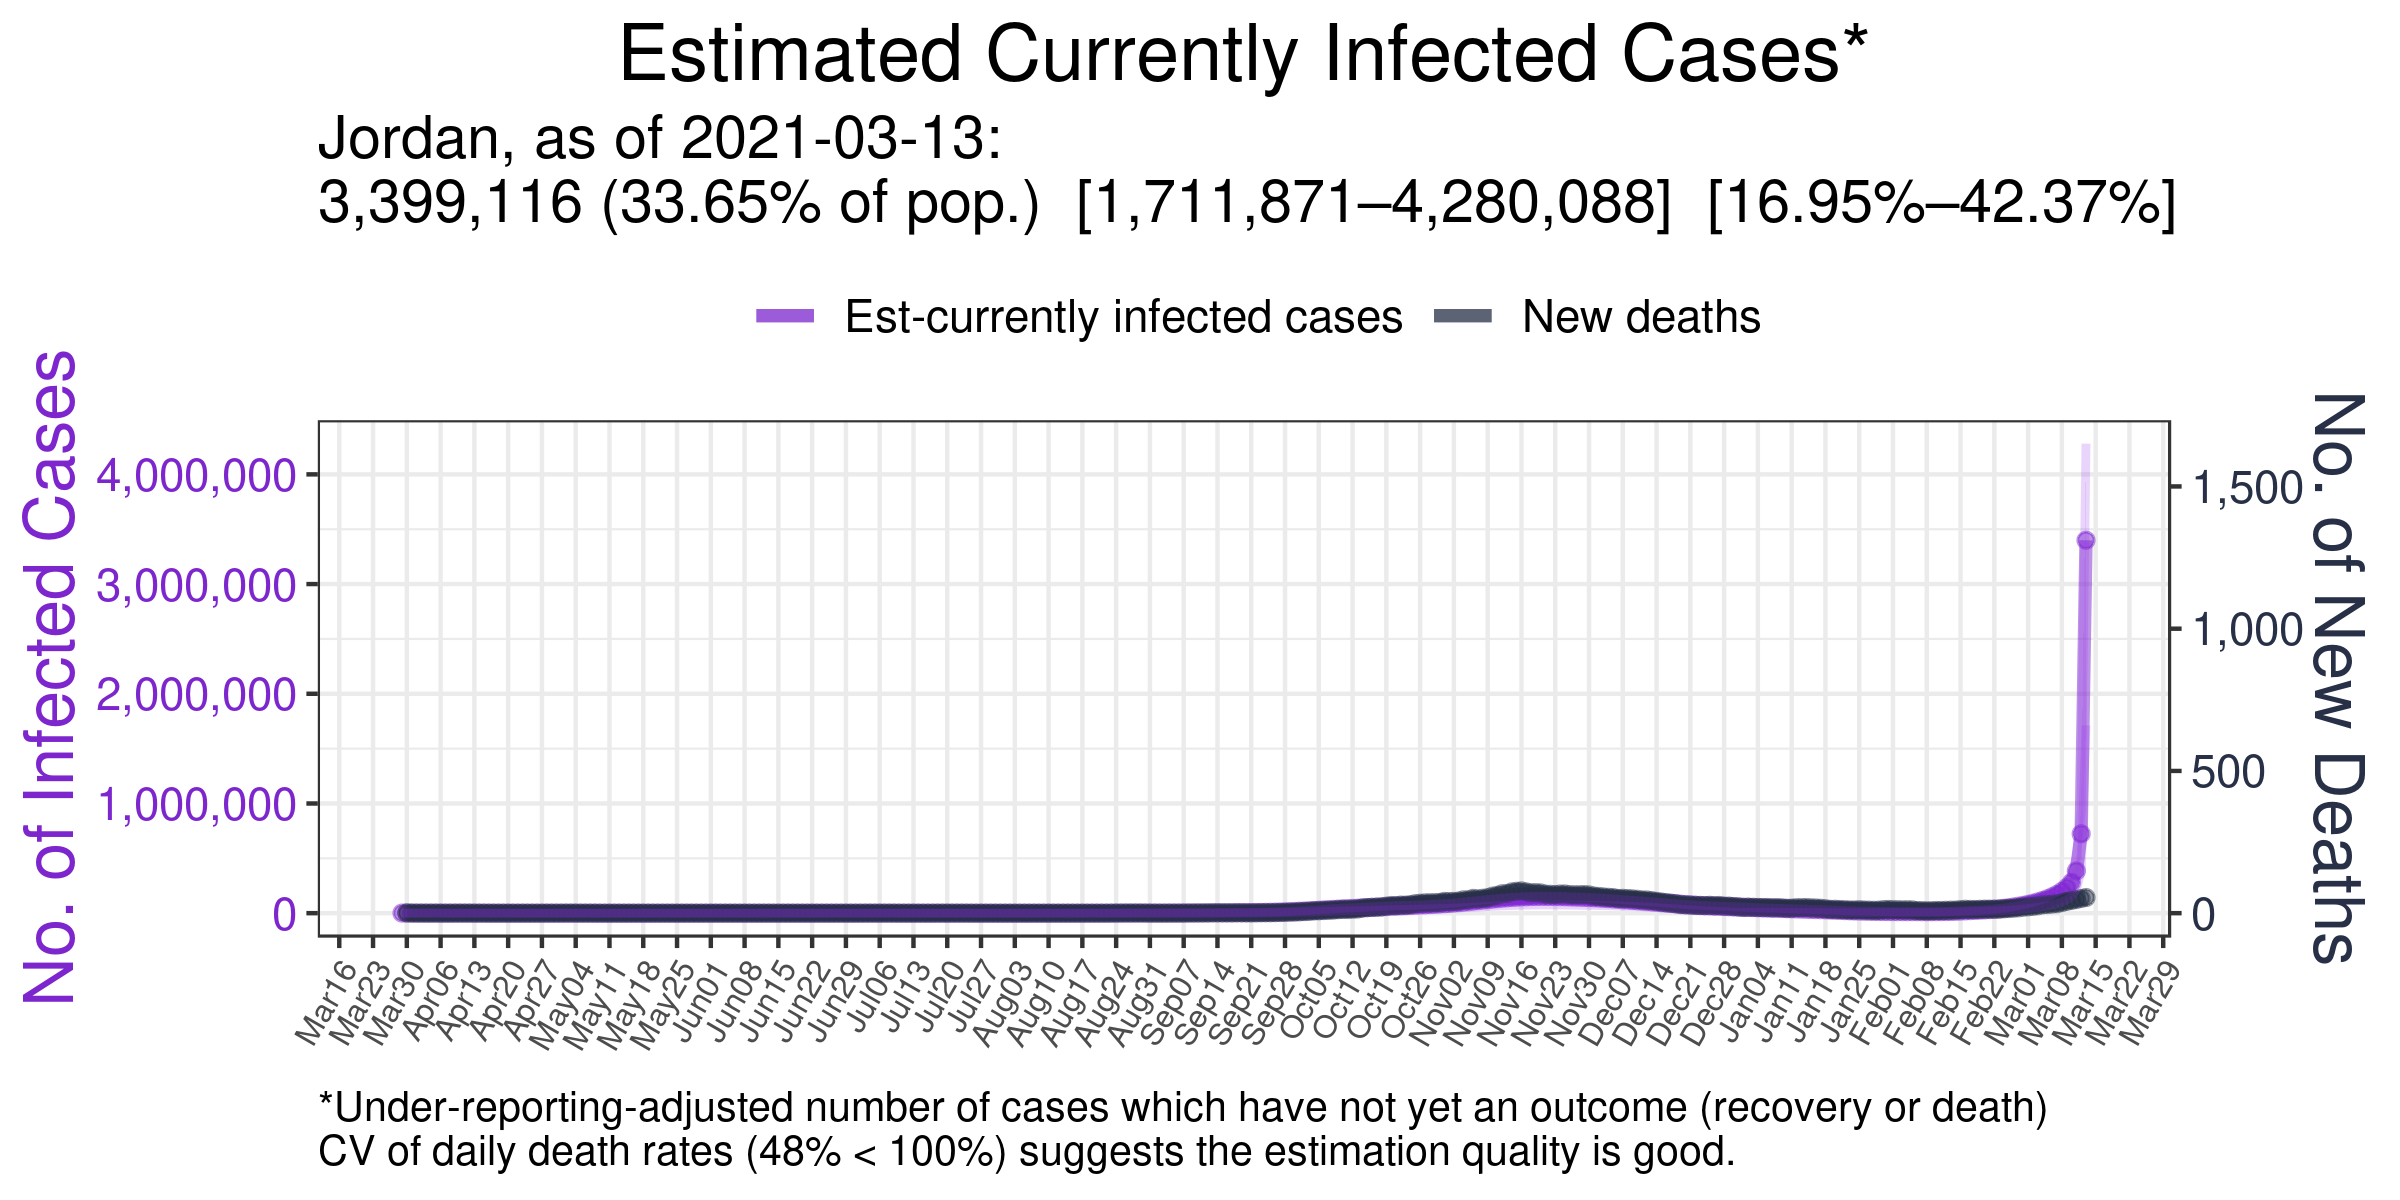 Estimated Currently Infected Cases*
Jordan, as of 2021-03-13:
3,399,116 (33.65% of pop.)  [1,711,871–4,280,088]  [16.95%–42.37%]
Est-currently infected cases
New deaths
No. of Infected Cases
4,000,000
3,000,000
2,000,000
1,000,000
0
1,500
1,000
500
0
No. of New Deaths
Mar16
Mar23
Mar30
Apr06
Apr13
Apr20
Apr27
May04
May11
May18
May25
Jun01
Jun08
Jun15
Jun22
Jun29
Jul06
Jul13
Jul20
Jul27
Aug03
Aug10
Aug17
Aug24
Aug31
Sep07
Sep14
Sep21
Sep28
Oct05
Oct12
Oct19
Oct26
Nov02
Nov09
Nov16
Nov23
Nov30
Dec07
Dec14
Dec21
Dec28
Jan04
Jan11
Jan18
Jan25
Feb01
Feb08
Feb15
Feb22
Mar01
Mar08
Mar15
Mar22
Mar29
*Under-reporting-adjusted number of cases which have not yet an outcome (recovery or death)
CV of daily death rates (48% < 100%) suggests the estimation quality is good.